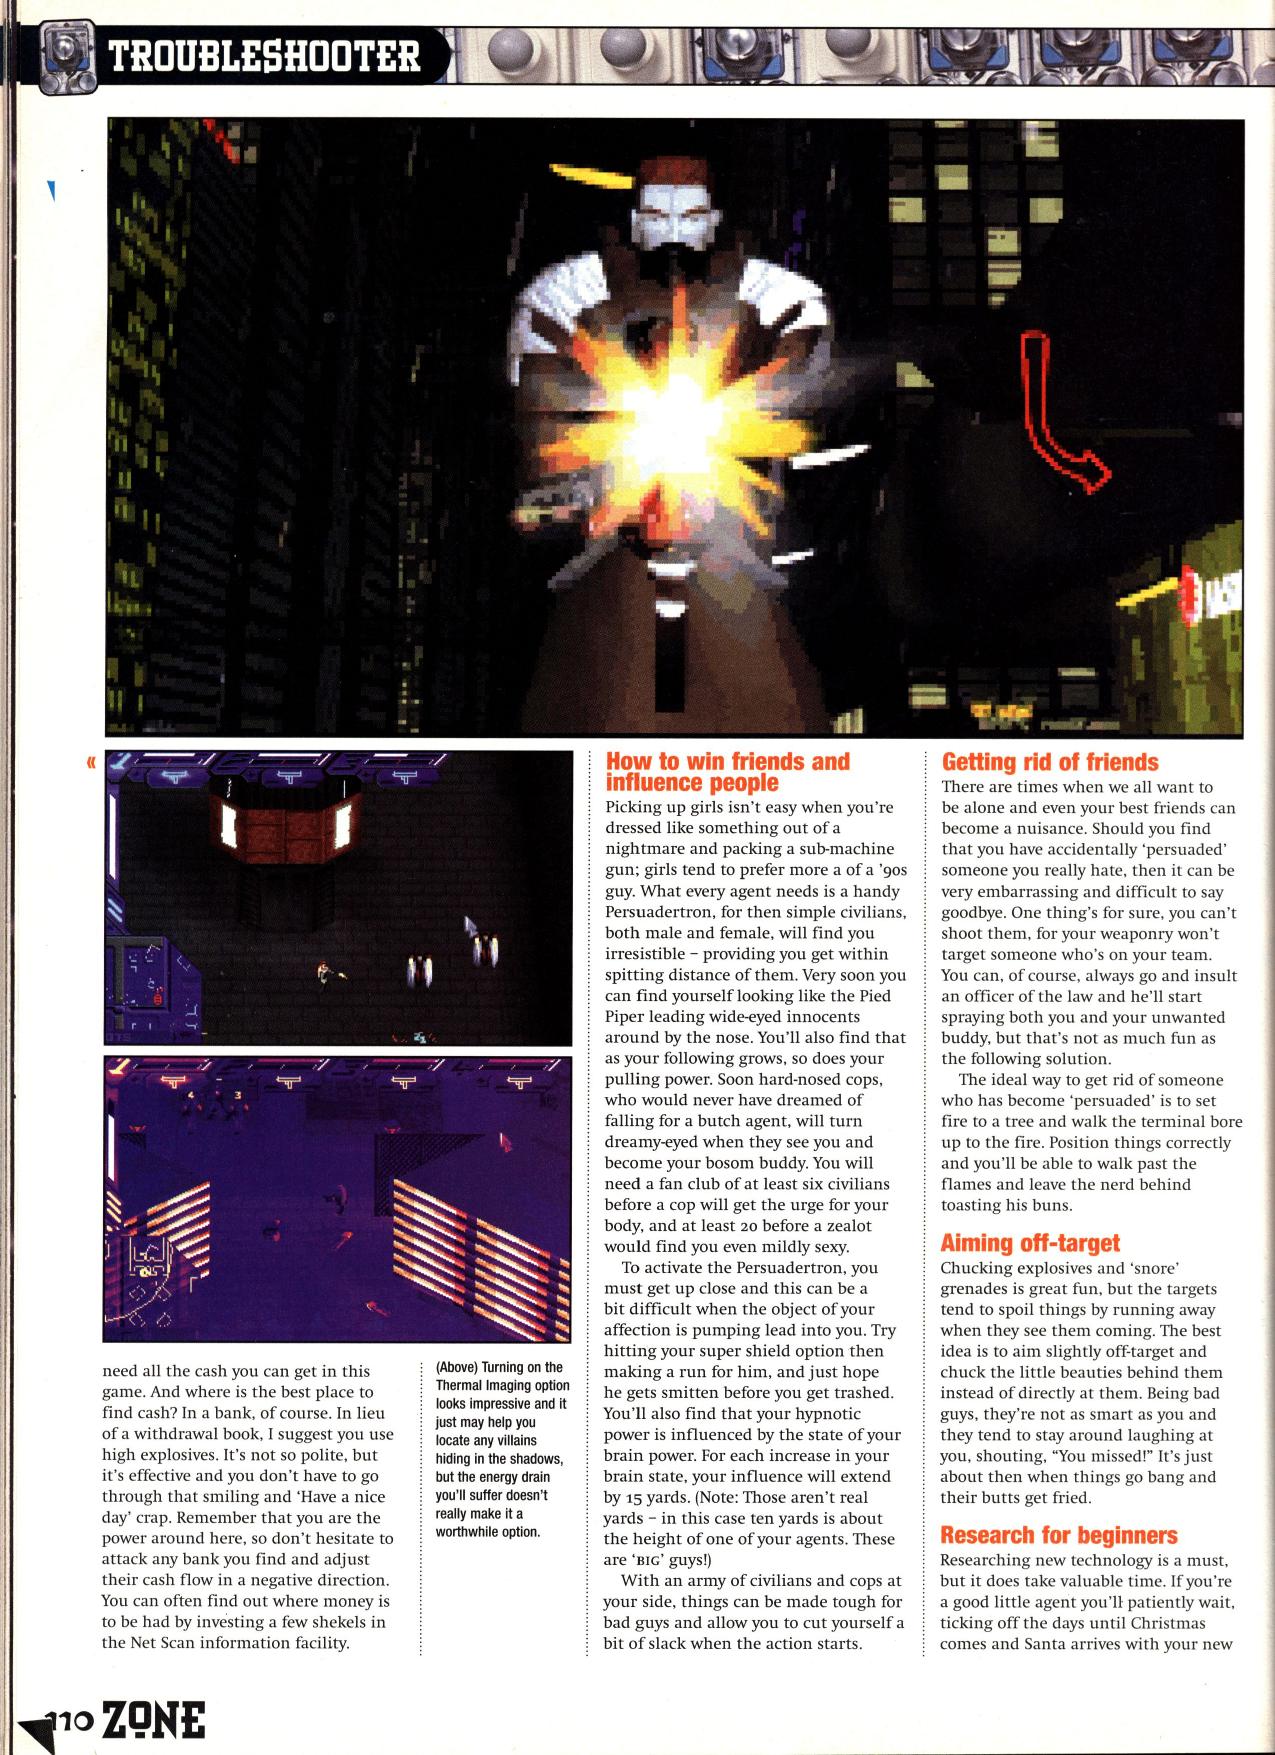 TROUBLESHOOTER
need all the cash you can get in this
game. And where is the best place to
find cash? In a bank, of course. In lieu
of a withdrawal book, I suggest you use
high explosives. It's not so polite, but
it's effective and you don't have to go
through that smiling and ‘Have a nice
day’ crap. Remember that you are the
power around here, so don't hesitate to
attack any bank you find and adjust
their cash flow in a negative direction.
You can often find out where money is
to be had by investing a few shekels in
the Net Scan information facility.
(Above) Turning on the
Thermal Imaging option
looks impressive and it
just may help you
locate any villains
hiding in the shadows,
but the energy drain
you'll suffer doesn't
really make it a
worthwhile option.
How to win friends and
influence people
Picking up girls isn't easy when you're
dressed like something out of a
nightmare and packing a sub-machine
gun; girls tend to prefer more a of a '90s
guy. What every agent needs is a handy
Persuadertron, for then simple civilians,
both male and female, will find you
irresistible – providing you get within
spitting distance of them. Very soon you
can find yourself looking like the Pied
Piper leading wide-eyed innocents
around by the nose. You'll also find that
as your following grows, so does your
pulling power. Soon hard-nosed cops,
who would never have dreamed of
falling for a butch agent, will turn
dreamy-eyed when they see you and
become your bosom buddy. You will
need a fan club of at least six civilians
before a cop will get the urge for your
body, and at least 20 before a zealot
would find you even mildly sexy.
To activate the Persuadertron, you
must get up close and this can be a
bit difficult when the object of your
affection is pumping lead into you. Try
hitting your super shield option then
making a run for him, and just hope
he gets smitten before you get trashed.
You'll also find that your hypnotic
power is influenced by the state of your
brain power. For each increase in your
brain state, your influence will extend
by 15 yards. (Note: Those aren't real
yards – in this case ten yards is about
the height of one of your agents. These
are ‘BIG’ guys!)
With an army of civilians and cops at
your side, things can be made tough for
bad guys and allow you to cut yourself a
bit of slack when the action starts.
Getting rid of friends
There are times when we all want to
be alone and even your best friends can
become a nuisance. Should you find
that you have accidentally ‘persuaded’
someone you really hate, then it can be
very embarrassing and difficult to say
goodbye. One thing's for sure, you can't
shoot them, for your weaponry won't
target someone who's on your team.
You can, of course, always go and insult
an officer of the law and he'll start
spraying both you and your unwanted
buddy, but that's not as much fun as
the following solution.
The ideal way to get rid of someone
who has become ‘persuaded’ is to set
fire to a tree and walk the terminal bore
up to the fire. Position things correctly
and you'll be able to walk past the
flames and leave the nerd behind
toasting his buns.
Aiming off-target
Chucking explosives and ‘snore’
grenades is great fun, but the targets
tend to spoil things by running away
when they see them coming. The best
idea is to aim slightly off-target and
chuck the little beauties behind them
instead of directly at them. Being bad
guys, they're not as smart as you and
they tend to stay around laughing at
you, shouting, “You missed!” It's just
about then when things go bang and
their butts get fried.
Research for beginners
Researching new technology is a must,
but it does take valuable time. If you're
a good little agent you'll patiently wait,
ticking off the days until Christmas
comes and Santa arrives with your new
110 ZONE